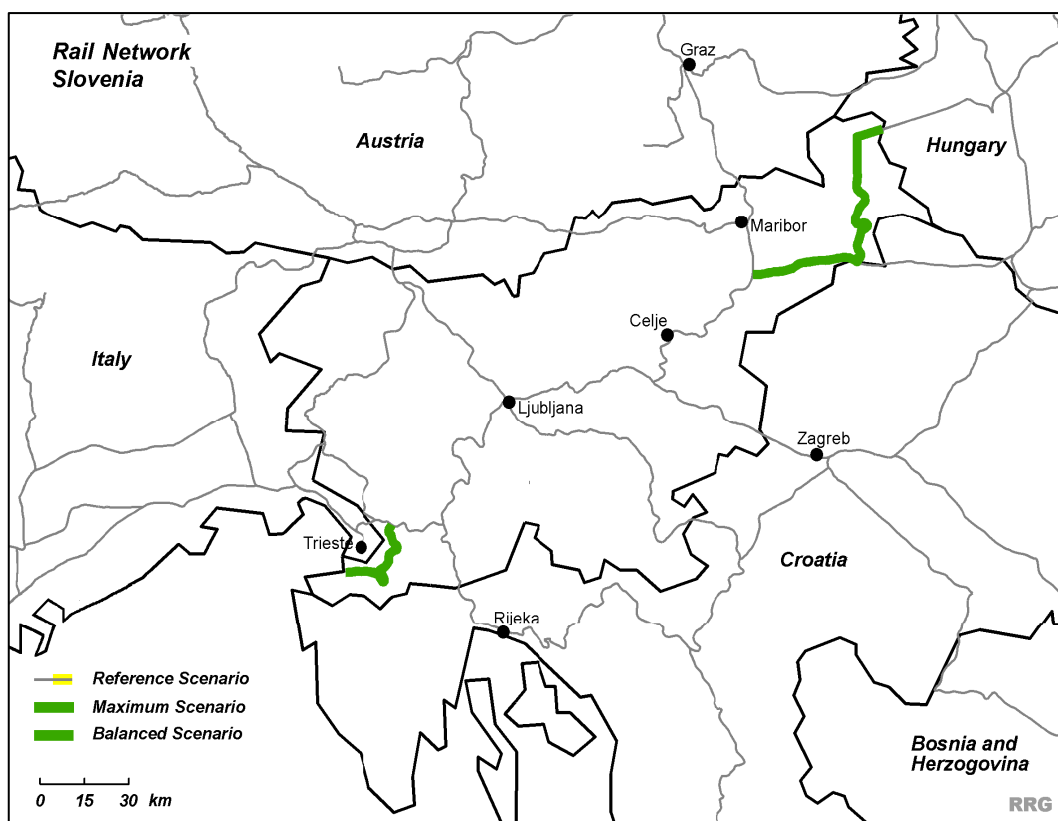 Rail Network
Slovenia
Graz
Austria
Hungary
Maribor
Celje
Italy
Ljubljana
Zagreb
Trieste
Croatia
Rijeka
Reference Scenario
Maximum Scenario
Balanced Scenario
Bosnia and
Herzogovina
0 15 30 km
RRG